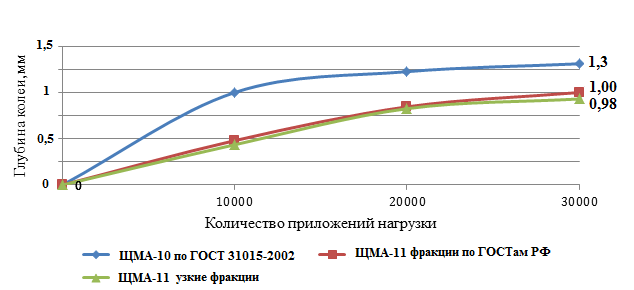 1,5
1
0,5
0
0
10000
20000
30000
1,3
1,00
0,98
Глубина колеи,мм
Количество приложений нагрузки
ЩМА-10 по ГОСТ 31015-2002
ЩМА-11 фракции по ГОСТам РФ
ЩМА-11 узкие фракции